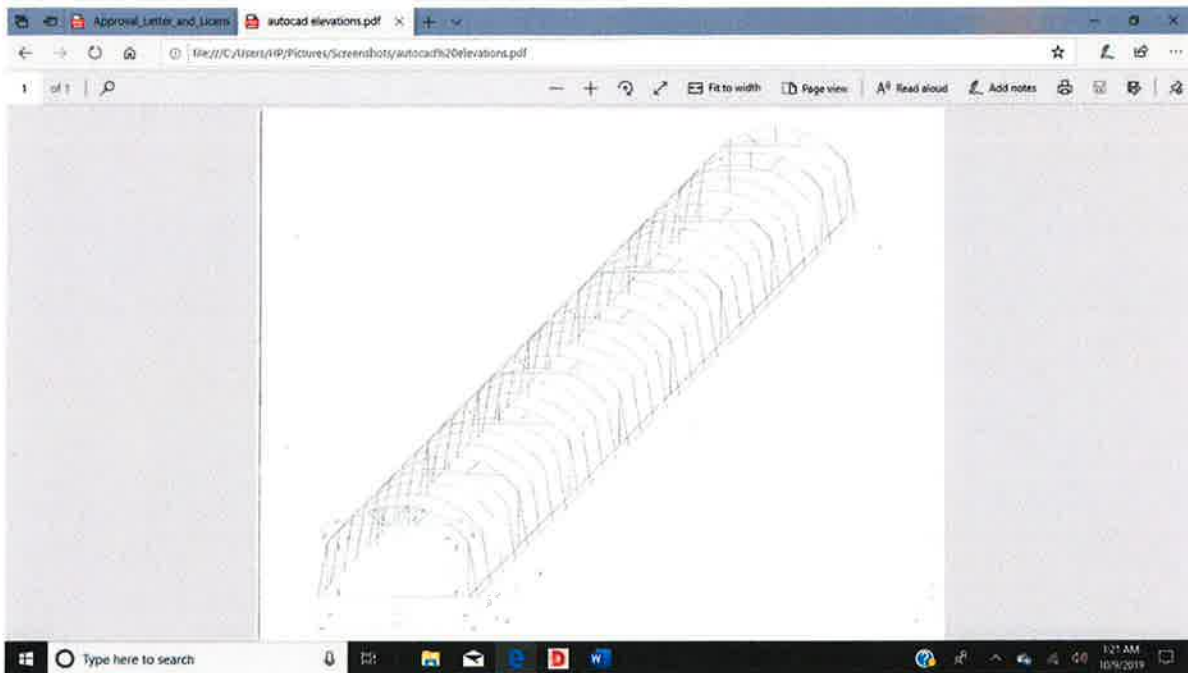 Approval_Letter_and_Licens
autocad elevations.pdf
file:///C:/Users/HP/Pictures/Screenshots/autocad%20elevations.pdf
1 of 1
Fit to width
Page view
Read aloud
Add notes
Type here to search
1:21 AM
10/9/2019